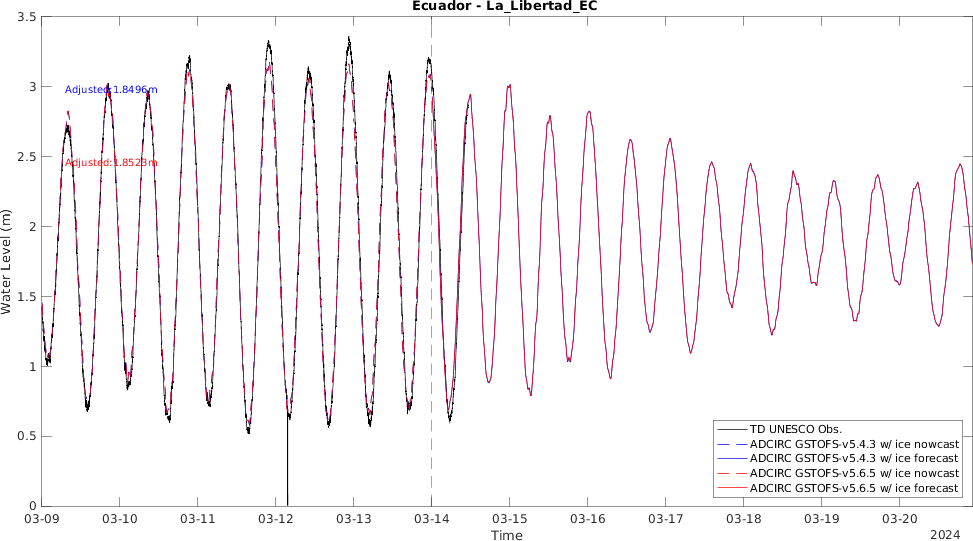 Ecuador - La_Libertad_EC
3.5
3
2.5
2
1.5
1
0.5
0
Water Level (m)
Adjusted:1.8496m
Adjusted:1.8523m
TD UNESCO Obs.
ADCIRC GSTOFS-v5.4.3 w/ ice nowcast
ADCIRC GSTOFS-v5.4.3 w/ ice forecast
ADCIRC GSTOFS-v5.6.5 w/ ice nowcast
ADCIRC GSTOFS-v5.6.5 w/ ice forecast
03-09 03-10 03-11 03-12 03-13 03-14 03-15 03-16 03-17 03-18 03-19 03-20
Time
2024